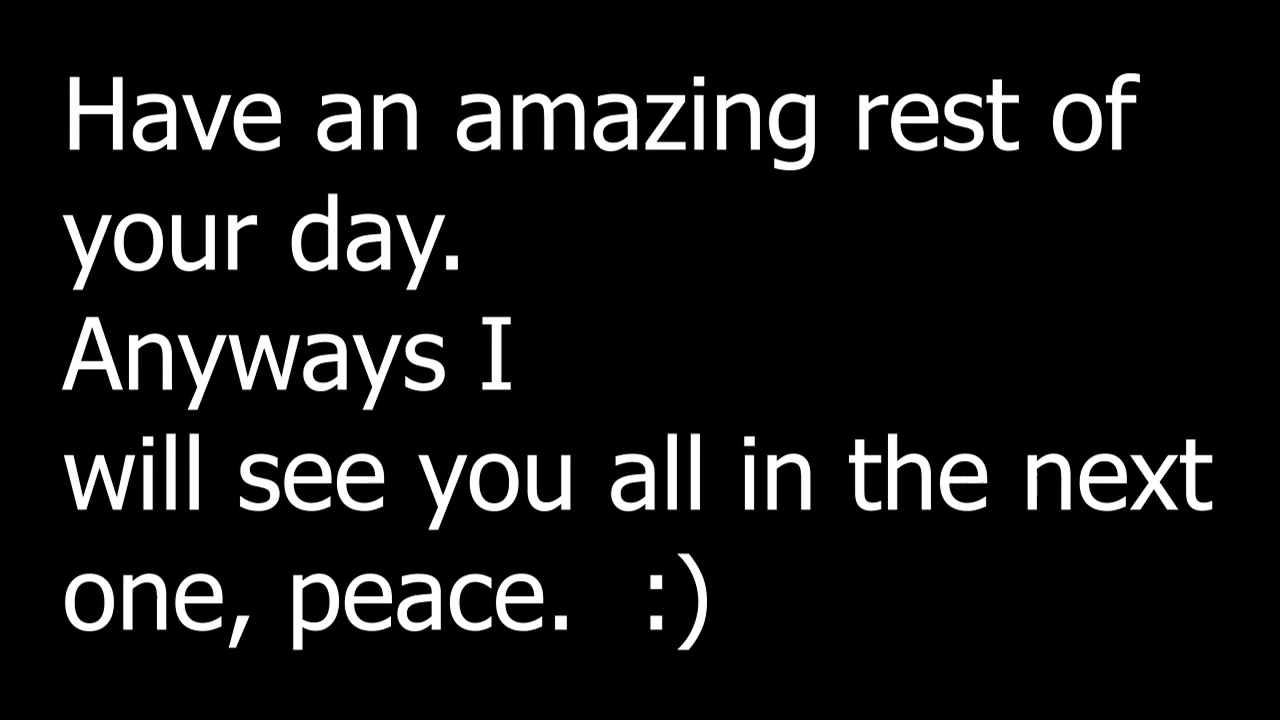 Have an amazing rest of
your day.
Anyways I
will see you all in the next
one, peace.  :)